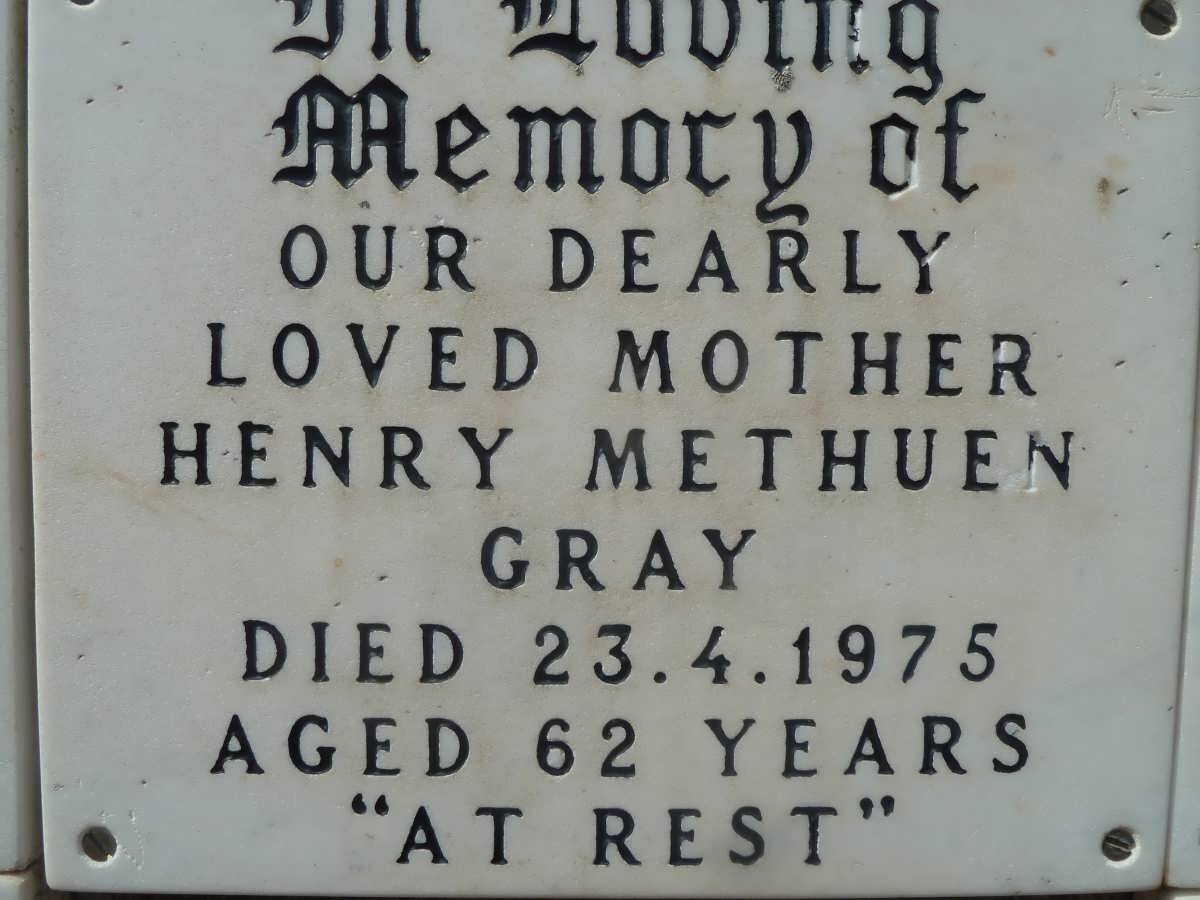 In Loving
Memory of
OUR DEARLY
LOVED MOTHER
HENRY METHUEN
GRAY
DIED 23.4.1975
AGED 62 YEARS
“AT REST”